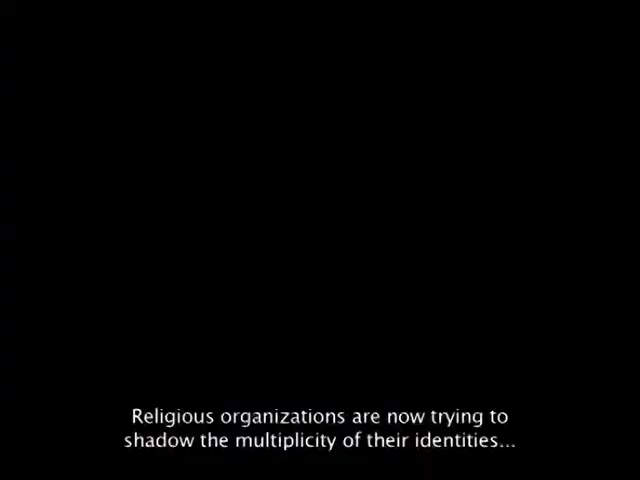 Religious organizations are now trying to
shadow the multiplicity of their identities...